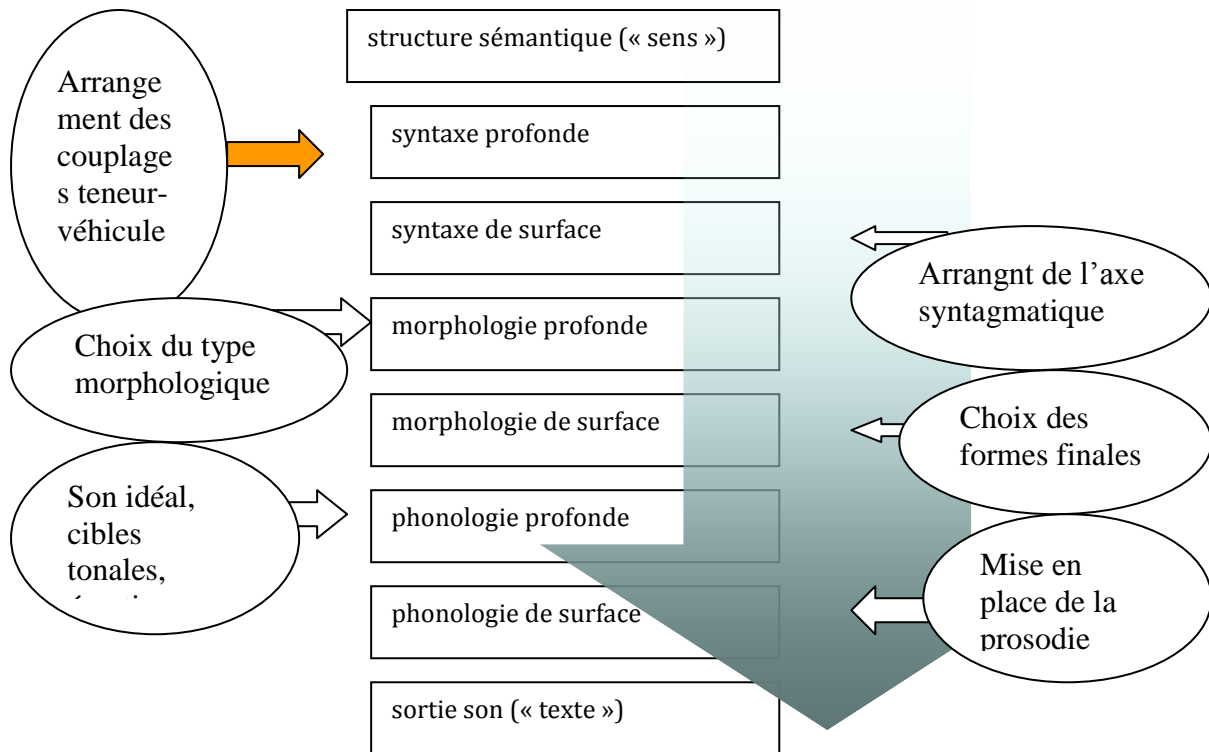 structure sémantique (« sens »)
Arrange
ment des
couplage
s teneur-
véhicule
syntaxe profonde
syntaxe de surface
Arrangnt de l’axe
syntagmatique
morphologie profonde
Choix du type
morphologique
morphologie de surface
Choix des
formes finales
Son idéal,
cibles
tonales,
phonologie profonde
Mise en
place de la
prosodie
phonologie de surface
sortie son (« texte »)